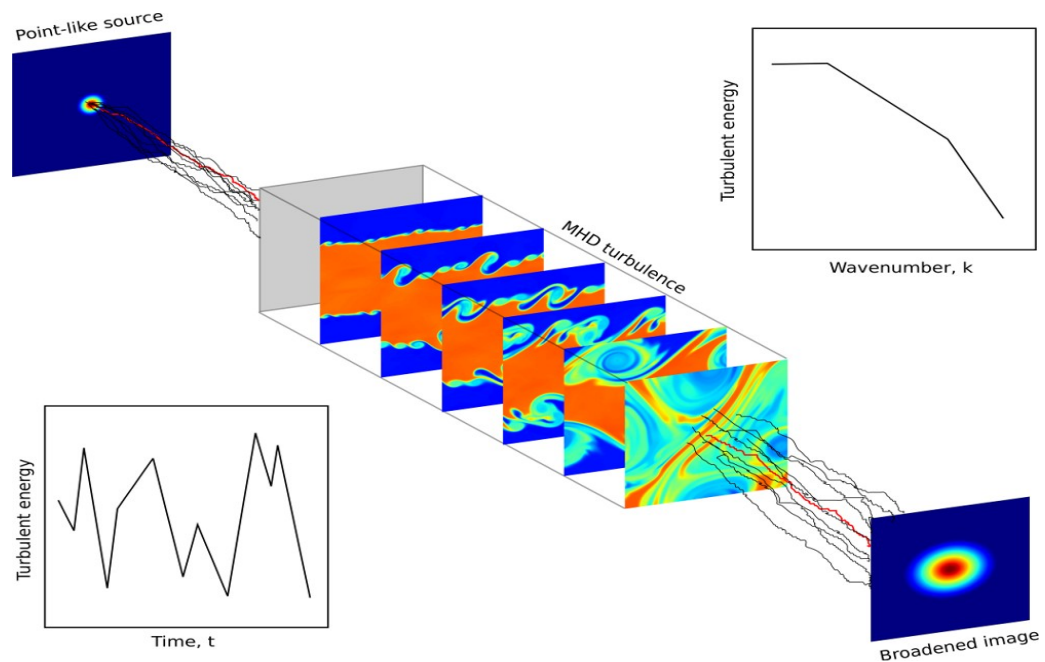 Point-like source
Turbulent energy
Wavenumber, k
MHD turbulence
Turbulent energy
Time, t
Broadened image